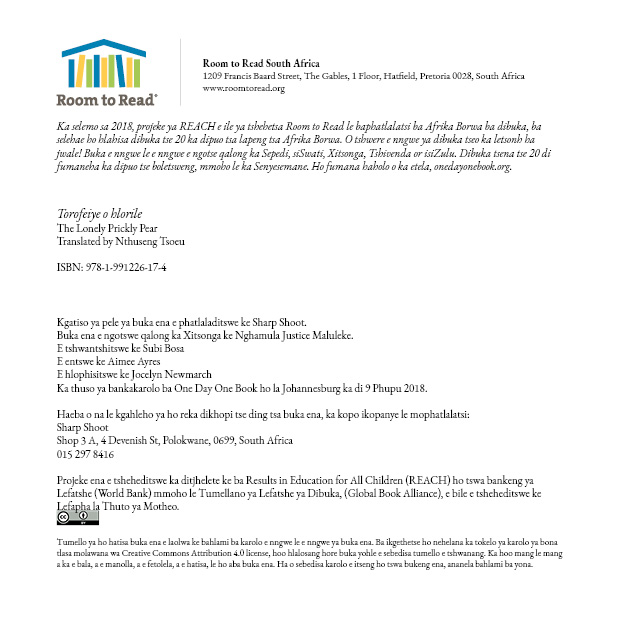 Room to Read®
Room to Read South Africa
1209 Francis Baard Street, The Gables, 1 Floor, Hatfield, Pretoria 0028, South Africa
www.roomtoread.org
Ka selemo sa 2018, projeke ya REACH e ile ya tshehetsa Room to Read le baphatlalatsi ba Afrika Borwa ba dibuka, ba
selehae ho hlahisa dibuka tse 20 ka dipuo tsa lapeng tsa Afrika Borwa. O tshwere e nngwe ya dibuka tseo ka letsonh ba
jwale! Buka e nngwe le e nngwe e ngotse qalong ka Sepedi, siSwati, Xitsonga, Tshivenda or isiZulu. Dibuka tsena tse 20 di
fumaneha ka dipuo tse boletsweng, mmoho le ka Senyesemane. Ho fumana haholo o ka etela, onedayonebook.org.
Torofeiye o hlorile
The Lonely Prickly Pear
Translated by Nthuseng Tsoeu
ISBN: 978-1-991226-17-4
Kgatiso ya pele ya buka ena e phatlaladitswe ke Sharp Shoot.
Buka ena e ngotswe qalong ka Xitsonga ke Nghamula Justice Maluleke.
E tshwantshitswe ke Subi Bosa
E entswe ke Aimee Ayres
E hlophisitswe ke Jocelyn Newmarch
Ka thuso ya bankakarolo ba One Day One Book ho la Johannesburg ka di 9 Phupu 2018.
Haeba o na le kgahleho ya ho reka dikhopi tse ding tsa buka ena, ka kopo ikopanye le mophatlalatsi:
Sharp Shoot
Shop 3 A, 4 Devenish St, Polokwane, 0699, South Africa
015 297 8416
Projeke ena e tsheheditswe ka ditjhelete ke ba Results in Education for All Children (REACH) ho tswa bankeng ya
Lefatshe (World Bank) mmoho le Tumellano ya Lefatshe ya Dibuka, (Global Book Alliance), e bile e tsheheditswe ke
Lefapha la Thuto ya Motheo.
cc BY
Tumello ya ho hatisa buka ena e laolwa ke bahlami ba karolo e nngwe le e nngwe ya buka ena. Ba ikgethetse ho nehelana ka tokelo ya karolo ya bona
tlasa molawana wa Creative Commons Attribution 4.0 license, hoo hlalosang hore buka yohle e sebedisa tumello e tshwanang. Ka hoo mang le mang
a ka e bala, a e manolla, a e fetolela, a e hatisa, le ho aba buka ena. Ha o sebedisa karolo e itseng ho tswa bukeng ena, ananela bahlami ba yona.